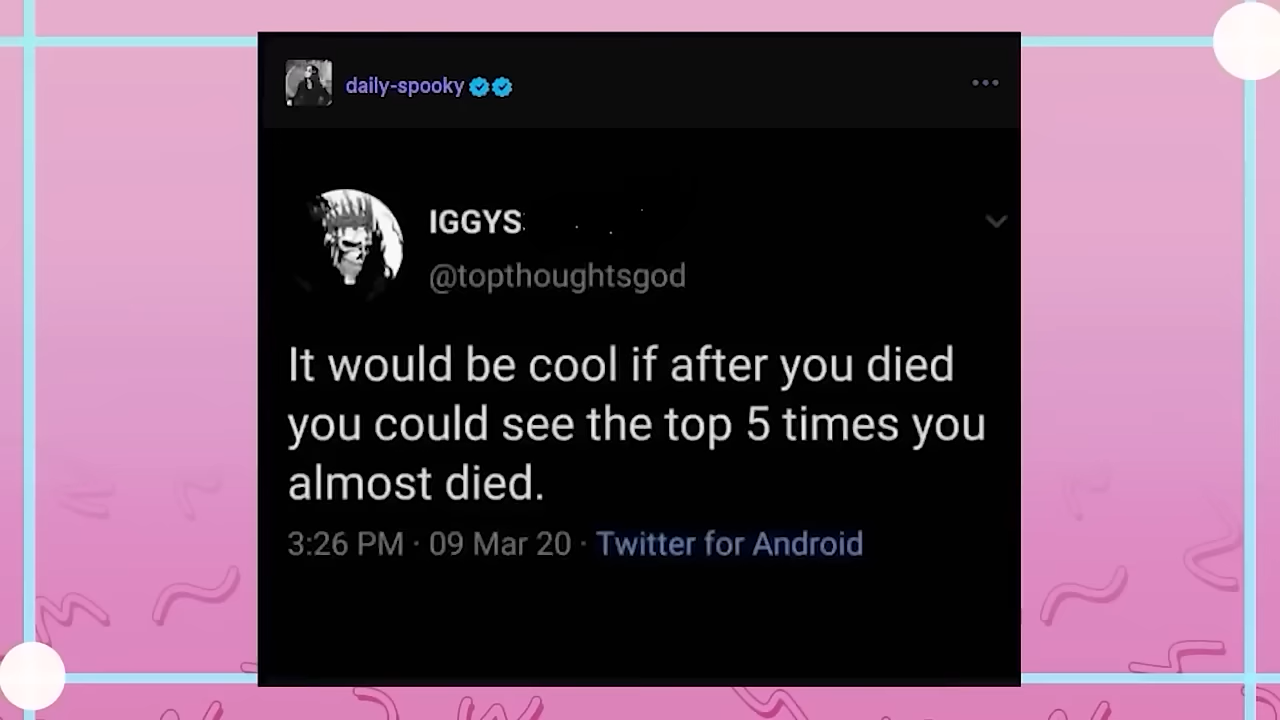 daily-spooky
IGGYS
@topthoughtsgod
It would be cool if after you died
you could see the top 5 times you
almost died.
3:26 PM · 09 Mar 20 · Twitter for Android